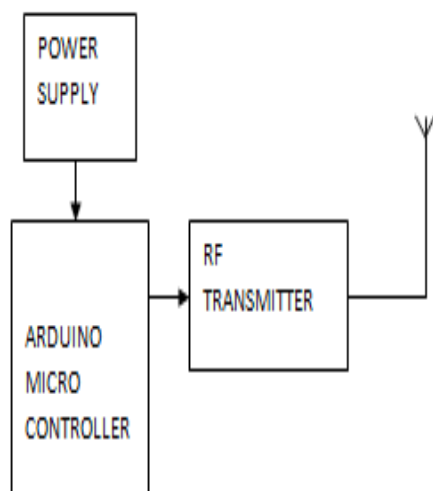 POWER
SUPPLY
RF
TRANSMITTER
ARDUINO
MICRO
CONTROLLER